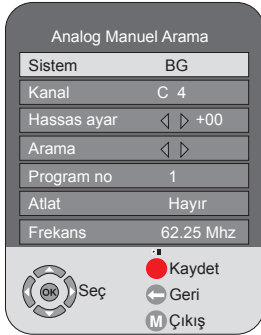 Analog Manuel Arama
Sistem BG
Kanal C 4
Hassas ayar +00
Arama
Program no 1
Atlat Hayır
Frekans 62.25 Mhz
Kaydet
OK Seç
Geri
M Çıkış